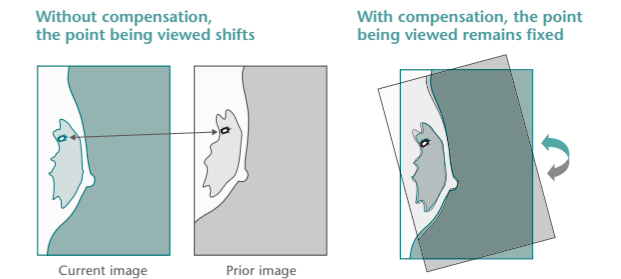 Without compensation,
the point being viewed shifts
With compensation, the point
being viewed remains fixed
Current image
Prior image